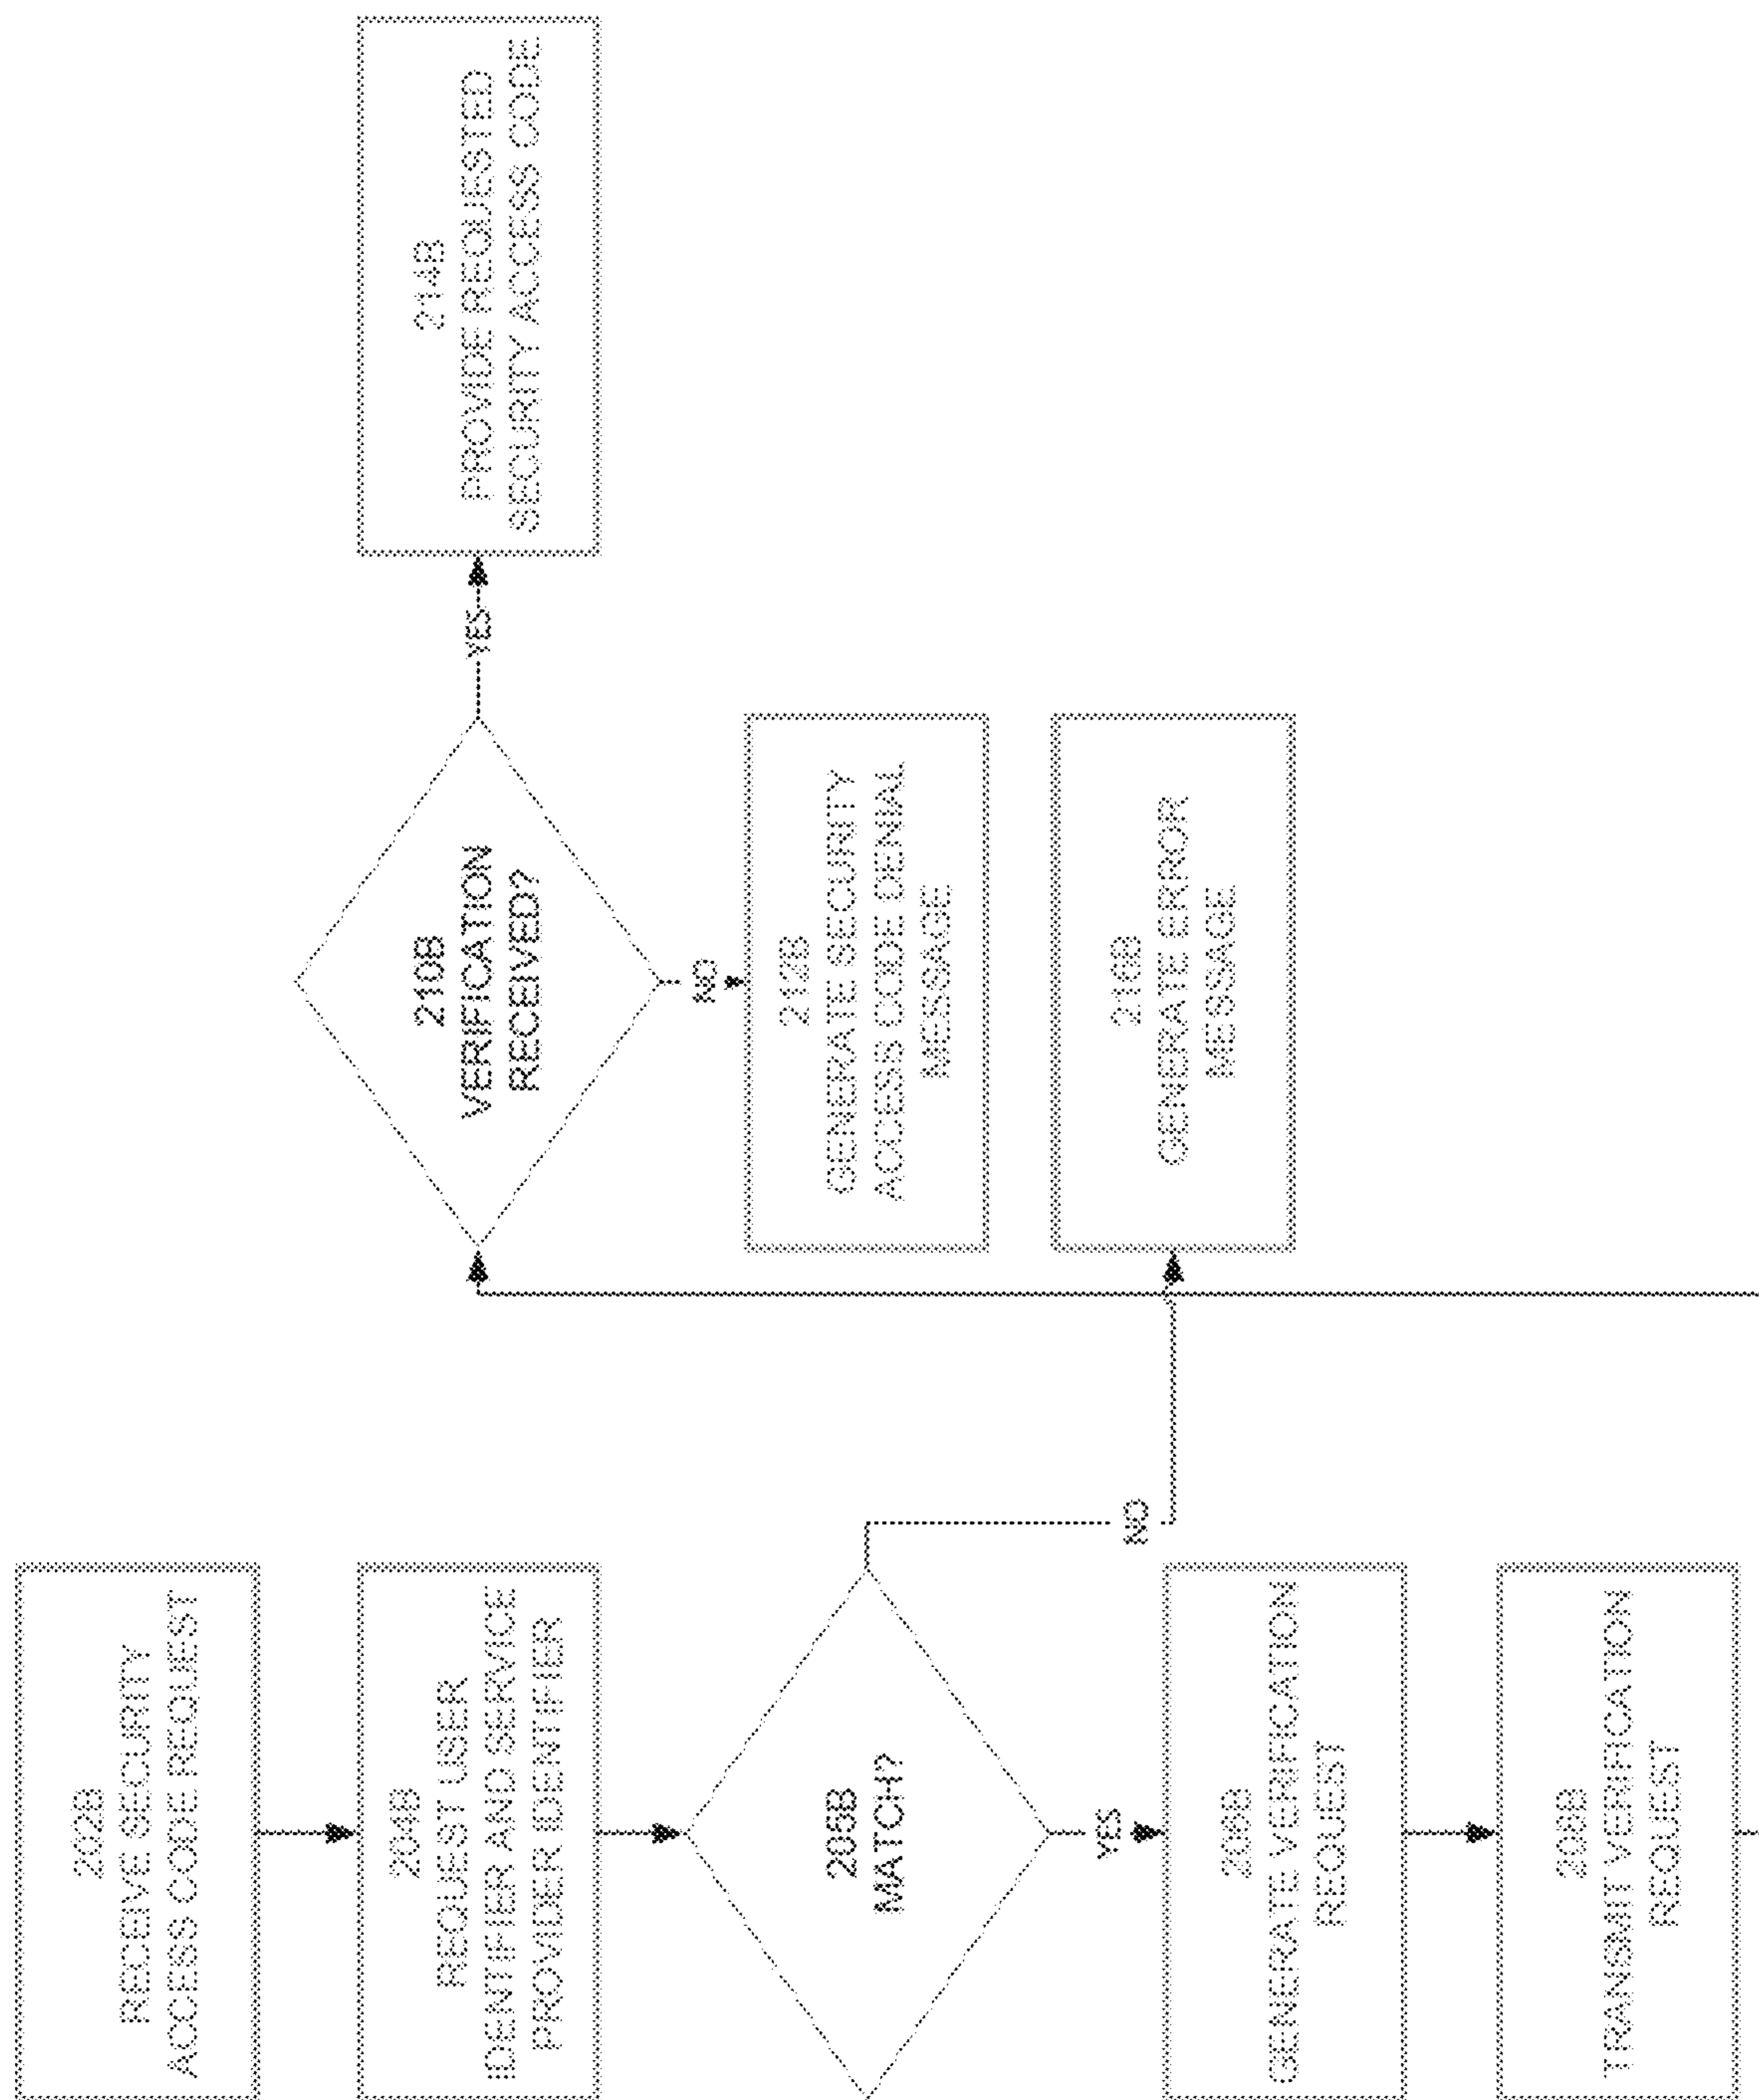 202B
RECEIVE SECURITY
ACCESS CODE REQUEST
204B
REQUEST USER
IDENTIFIER AND SERVICE
PROVIDER IDENTIFIER
205B
MATCH?
YES
NO
206B
GENERATE VERIFICATION
REQUEST
208B
TRANSMIT VERIFICATION
REQUEST
210B
VERIFICATION
RECEIVED?
YES
NO
212B
GENERATE SECURITY
ACCESS CODE DENIAL
MESSAGE
216B
GENERATE ERROR
MESSAGE
214B
PROVIDE REQUESTED
SECURITY ACCESS CODE